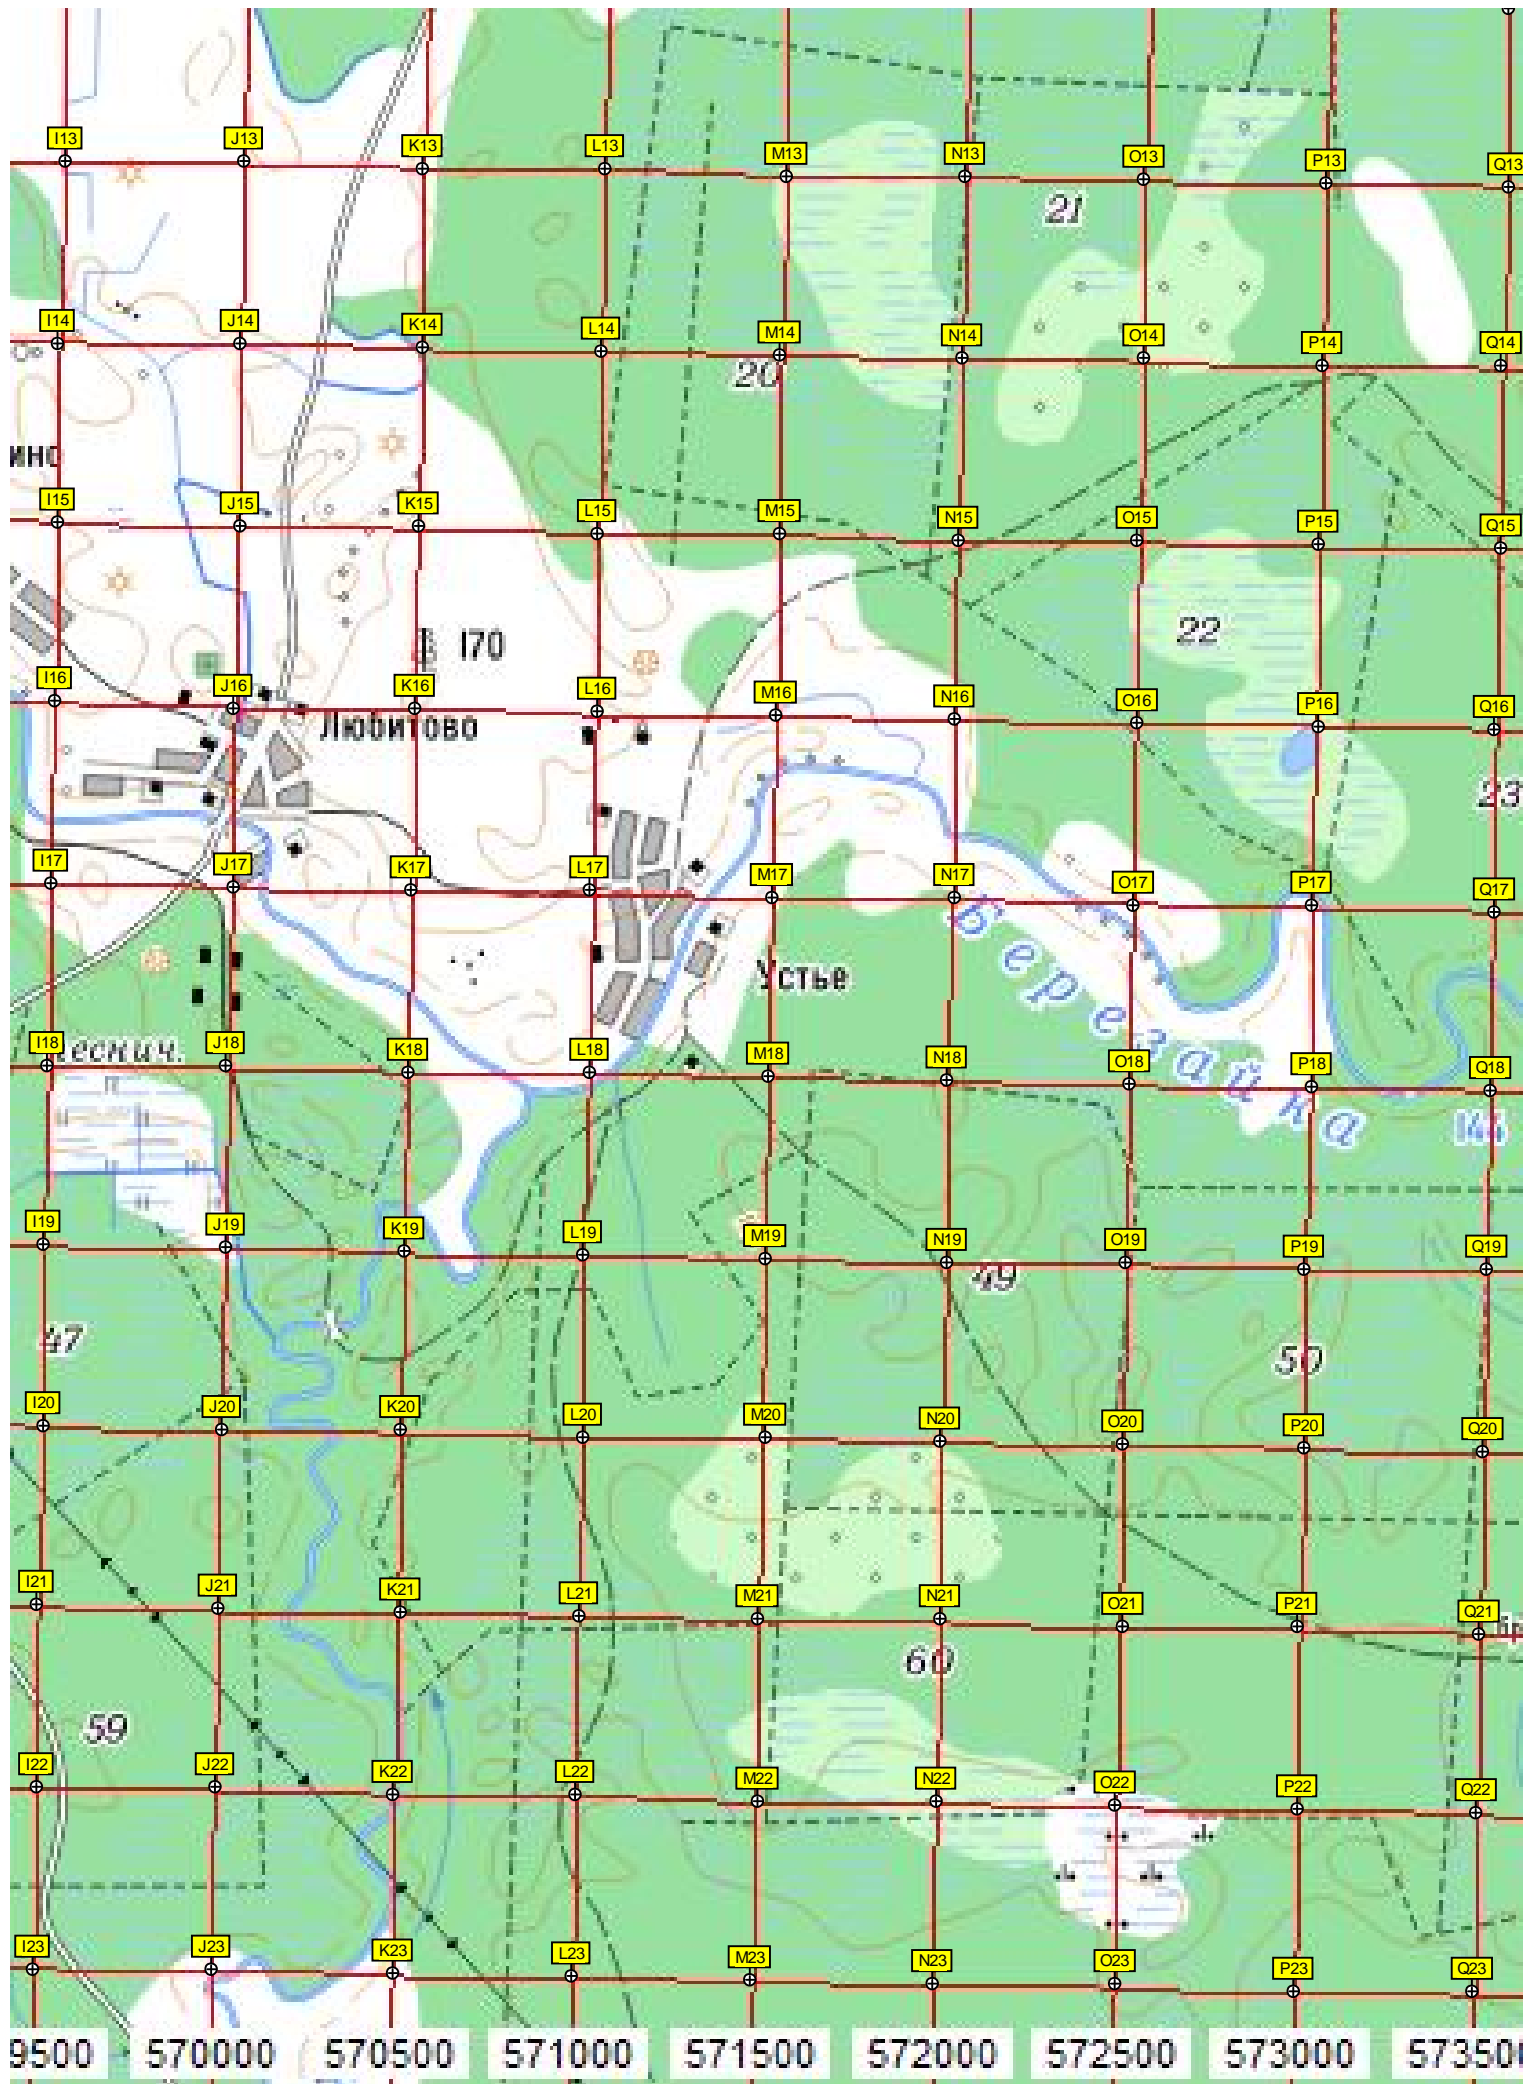 I13 J13 K13 L13 M13 N13 O13 P13 Q13
21
I14 J14 K14 L14 M14 N14 O14 P14 Q14
20
ино
I15 J15 K15 L15 M15 N15 O15 P15 Q15
22
170
I16 J16 K16 L16 M16 N16 O16 P16 Q16
Любитово
23
I17 J17 K17 L17 M17 N17 O17 P17 Q17
Березайка
Устье
I18 J18 K18 L18 M18 N18 O18 P18 Q18
леснич.
144
I19 J19 K19 L19 M19 N19 O19 P19 Q19
49
47
50
I20 J20 K20 L20 M20 N20 O20 P20 Q20
I21 J21 K21 L21 M21 N21 O21 P21 Q21
60
59
I22 J22 K22 L22 M22 N22 O22 P22 Q22
I23 J23 K23 L23 M23 N23 O23 P23 Q23
9500 570000 570500 571000 571500 572000 572500 573000 57350